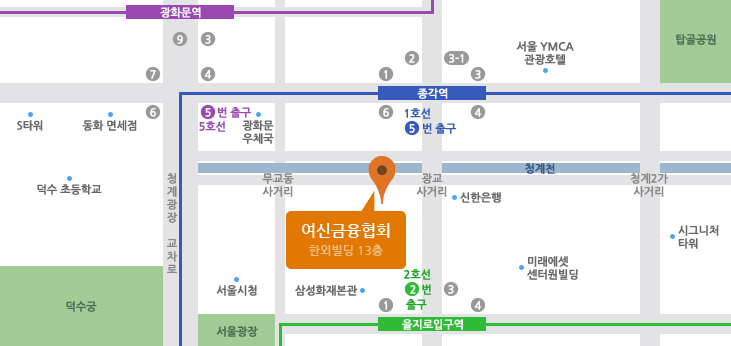 광화문역
탑골공원
9
3
서울 YMCA
관광호텔
2
3-1
7
4
1
3
종각역
6
5 번 출구
5호선
광화문
우체국
6
1호선
5 번 출구
4
S타워
동화 면세점
청계천
덕수 초등학교
청계광장 교차로
무교동
사거리
광교
사거리
청계2가
사거리
신한은행
여신금융협회
한외빌딩 13층
시그니처
타워
미래에셋
센터원빌딩
2호선
2 번
출구
3
서울시청
삼성화재본관
1
4
덕수궁
서울광장
을지로입구역